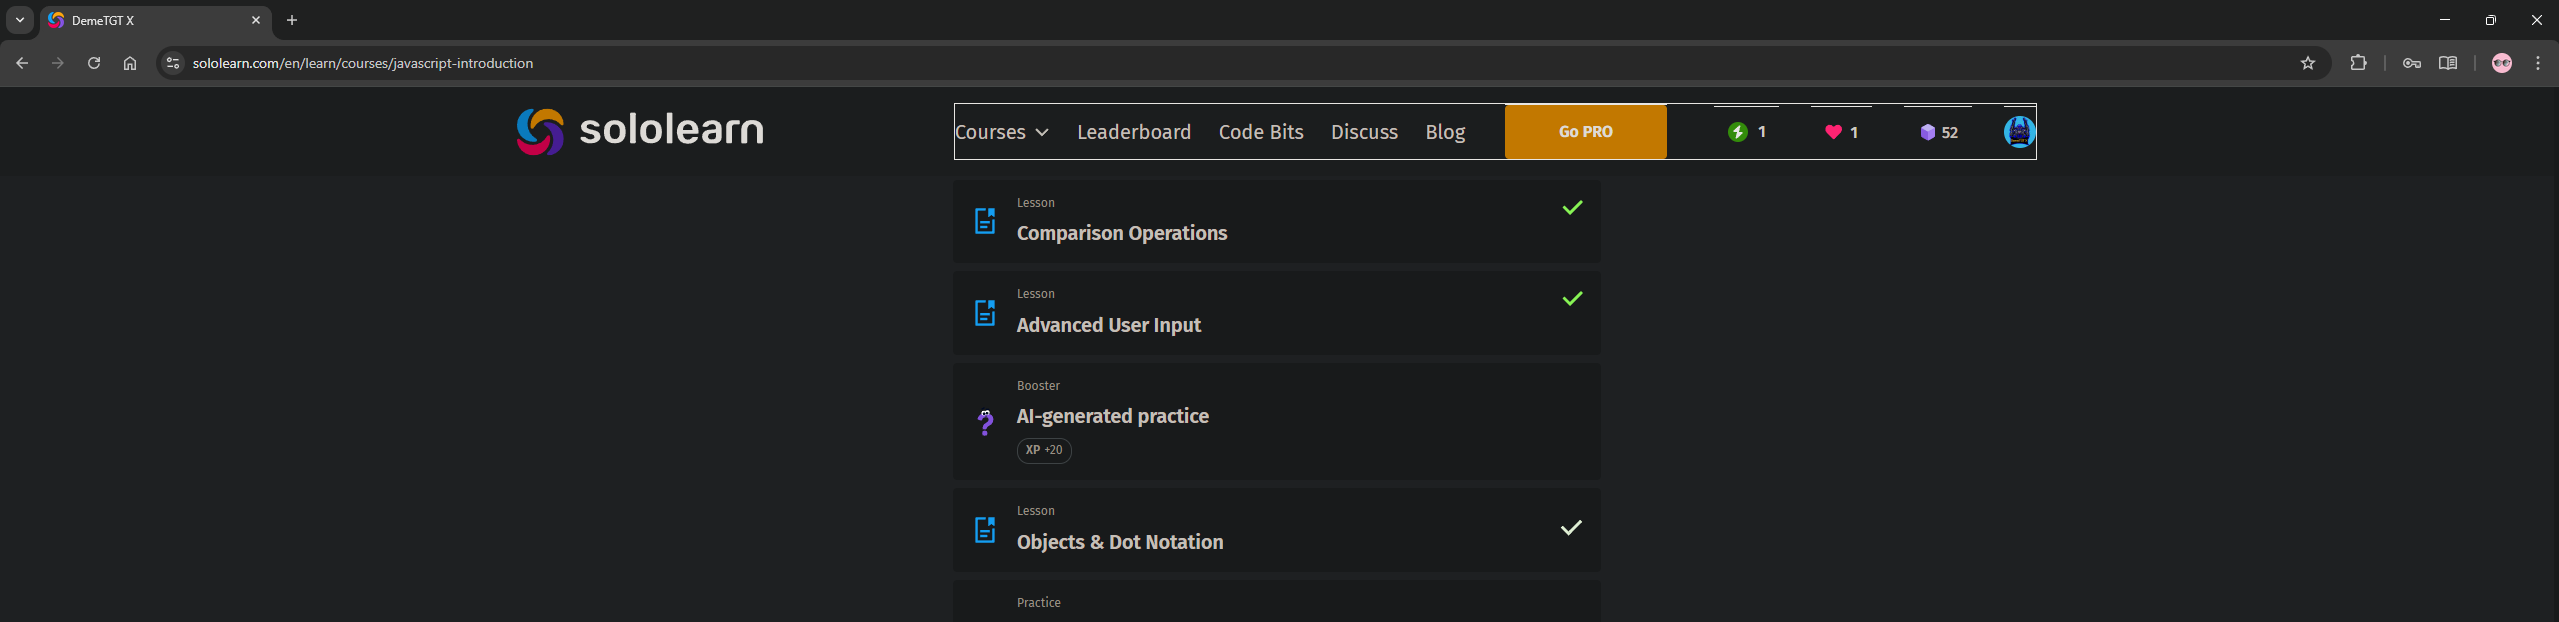 DemeTGT X
sololearn.com/en/learn/courses/javascript-introduction
sololearn
Courses Leaderboard Code Bits Discuss Blog Go PRO 1 1 52
Lesson
Comparison Operations
Lesson
Advanced User Input
Booster
AI-generated practice
XP +20
Lesson
Objects & Dot Notation
Practice